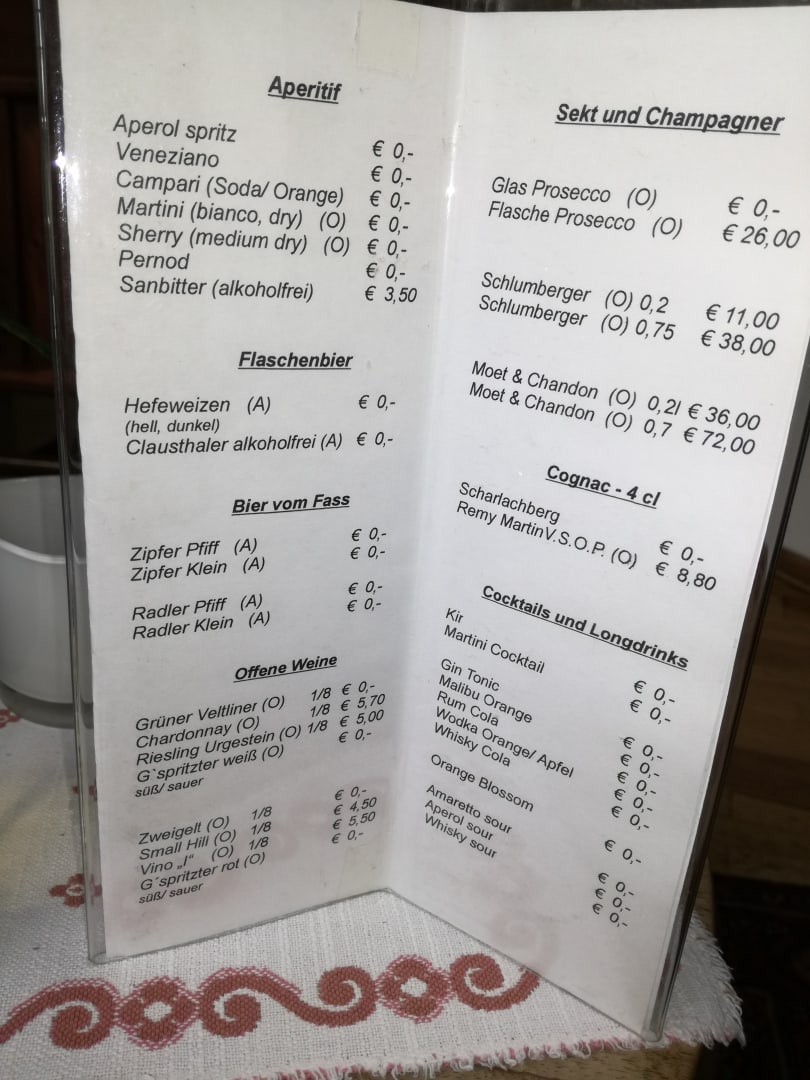 Aperitif
Aperol spritz € 0,-
Veneziano € 0,-
Campari (Soda/ Orange) € 0,-
Martini (bianco, dry) (O) € 0,-
Sherry (medium dry) (O) € 0,-
Pernod € 0,-
Sanbitter (alkoholfrei) € 3,50
Flaschenbier
Hefeweizen (A) € 0,-
(hell, dunkel)
Clausthaler alkoholfrei (A) € 0,-
Bier vom Fass
Zipfer Pfiff (A) € 0,-
Zipfer Klein (A) € 0,-
Radler Pfiff (A) € 0,-
Radler Klein (A) € 0,-
Offene Weine
Grüner Veltliner (O) 1/8 € 0,-
Chardonnay (O) 1/8 € 5,70
Riesling Urgestein (O) 1/8 € 5,00
G`spritzter weiß (O) € 0,-
süß/ sauer
Zweigelt (O) 1/8 € 0,-
Small Hill (O) 1/8 € 4,50
Vino „I“ (O) 1/8 € 5,50
G´spritzter rot (O) € 0,-
süß/ sauer
Sekt und Champagner
Glas Prosecco (O) € 0,-
Flasche Prosecco (O) € 26,00
Schlumberger (O) 0,2 € 11,00
Schlumberger (O) 0,75 € 38,00
Moet & Chandon (O) 0,2l € 36,00
Moet & Chandon (O) 0,7 € 72,00
Cognac - 4 cl
Scharlachberg € 0,-
Remy MartinV.S.O.P. (O) € 8,80
Cocktails und Longdrinks
Kir € 0,-
Martini Cocktail € 0,-
Gin Tonic € 0,-
Malibu Orange € 0,-
Rum Cola € 0,-
Wodka Orange/ Apfel € 0,-
Whisky Cola € 0,-
Orange Blossom € 0,-
Amaretto sour € 0,-
Aperol sour € 0,-
Whisky sour € 0,-